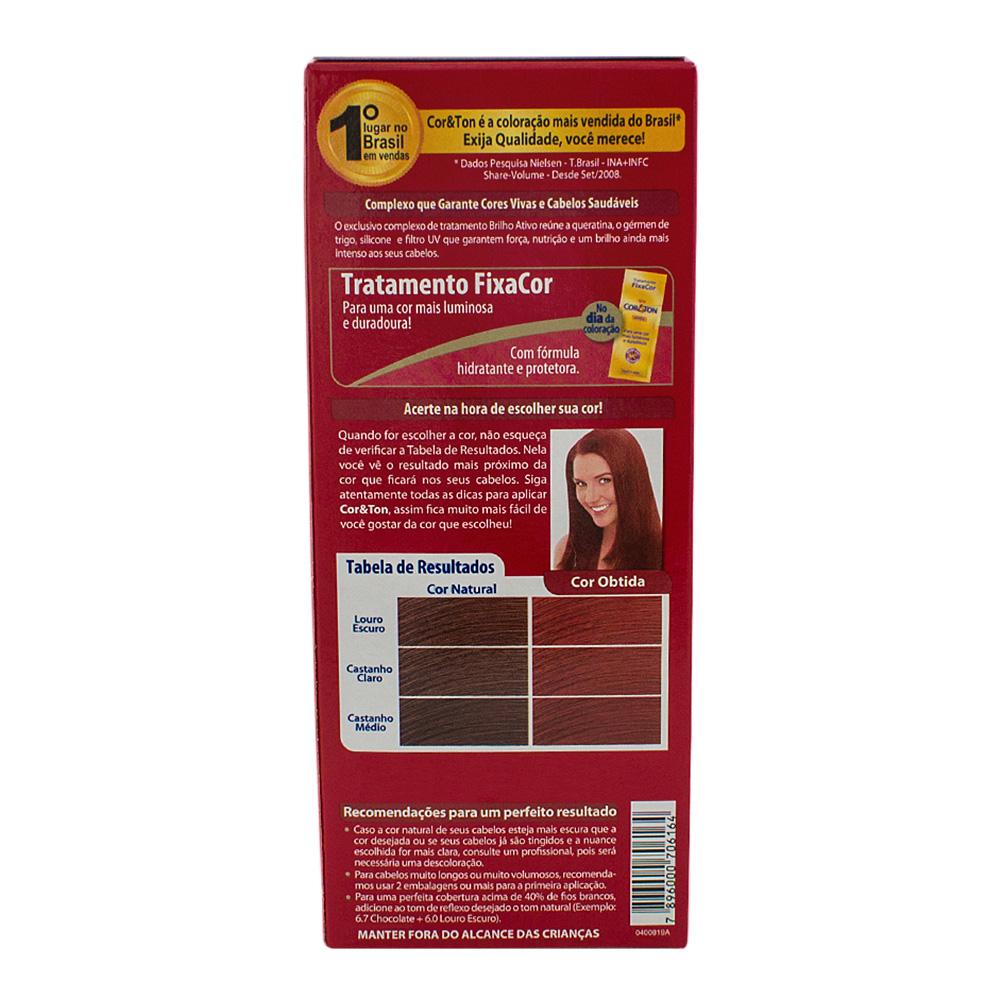 1º
lugar no
Brasil
em vendas
Cor&Ton é a coloração mais vendida do Brasil*
Exija Qualidade, você merece!
* Dados Pesquisa Nielsen - T.Brasil - INA+INFC
Share-Volume - Desde Set/2008.
Complexo que Garante Cores Vivas e Cabelos Saudáveis
O exclusivo complexo de tratamento Brilho Ativo reúne a queratina, o gérmen de
trigo, silicone e filtro UV que garantem força, nutrição e um brilho ainda mais
intenso aos seus cabelos.
Tratamento FixaCor
Para uma cor mais luminosa
e duradoura!
No
dia da
coloração
Tratamento
FixaCor
COR&TON
Para uma cor
mais luminosa
e duradoura
Com fórmula
hidratante e protetora.
Acerte na hora de escolher sua cor!
Quando for escolher a cor, não esqueça
de verificar a Tabela de Resultados. Nela
você vê o resultado mais próximo da
cor que ficará nos seus cabelos. Siga
atentamente todas as dicas para aplicar
Cor&Ton, assim fica muito mais fácil de
você gostar da cor que escolheu!
Tabela de Resultados
Cor Natural
Cor Obtida
Louro
Escuro
Castanho
Claro
Castanho
Médio
Recomendações para um perfeito resultado
• Caso a cor natural de seus cabelos esteja mais escura que a
cor desejada ou se seus cabelos já são tingidos e a nuance
escolhida for mais clara, consulte um profissional, pois será
necessária uma descoloração.
• Para cabelos muito longos ou muito volumosos, recomenda-
mos usar 2 embalagens ou mais para a primeira aplicação.
• Para uma perfeita cobertura acima de 40% de fios brancos,
adicione ao tom de reflexo desejado o tom natural (Exemplo:
6.7 Chocolate + 6.0 Louro Escuro).
MANTER FORA DO ALCANCE DAS CRIANÇAS
7 896000 706164
0400819A